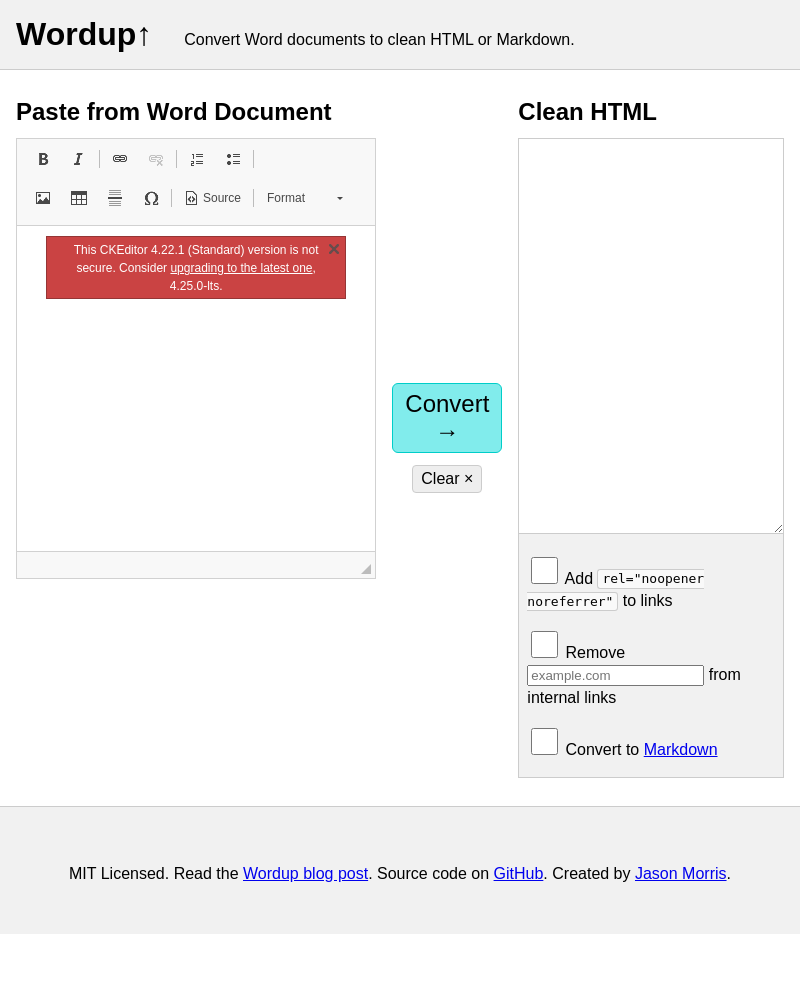 Wordup↑
Convert Word documents to clean HTML or Markdown.
Paste from Word Document
Source
Format
This CKEditor 4.22.1 (Standard) version is not
secure. Consider upgrading to the latest one,
4.25.0-lts.
Convert
→
Clear ×
Clean HTML
Add rel="noopener
noreferrer" to links
Remove
example.com from
internal links
Convert to Markdown
MIT Licensed. Read the Wordup blog post. Source code on GitHub. Created by Jason Morris.